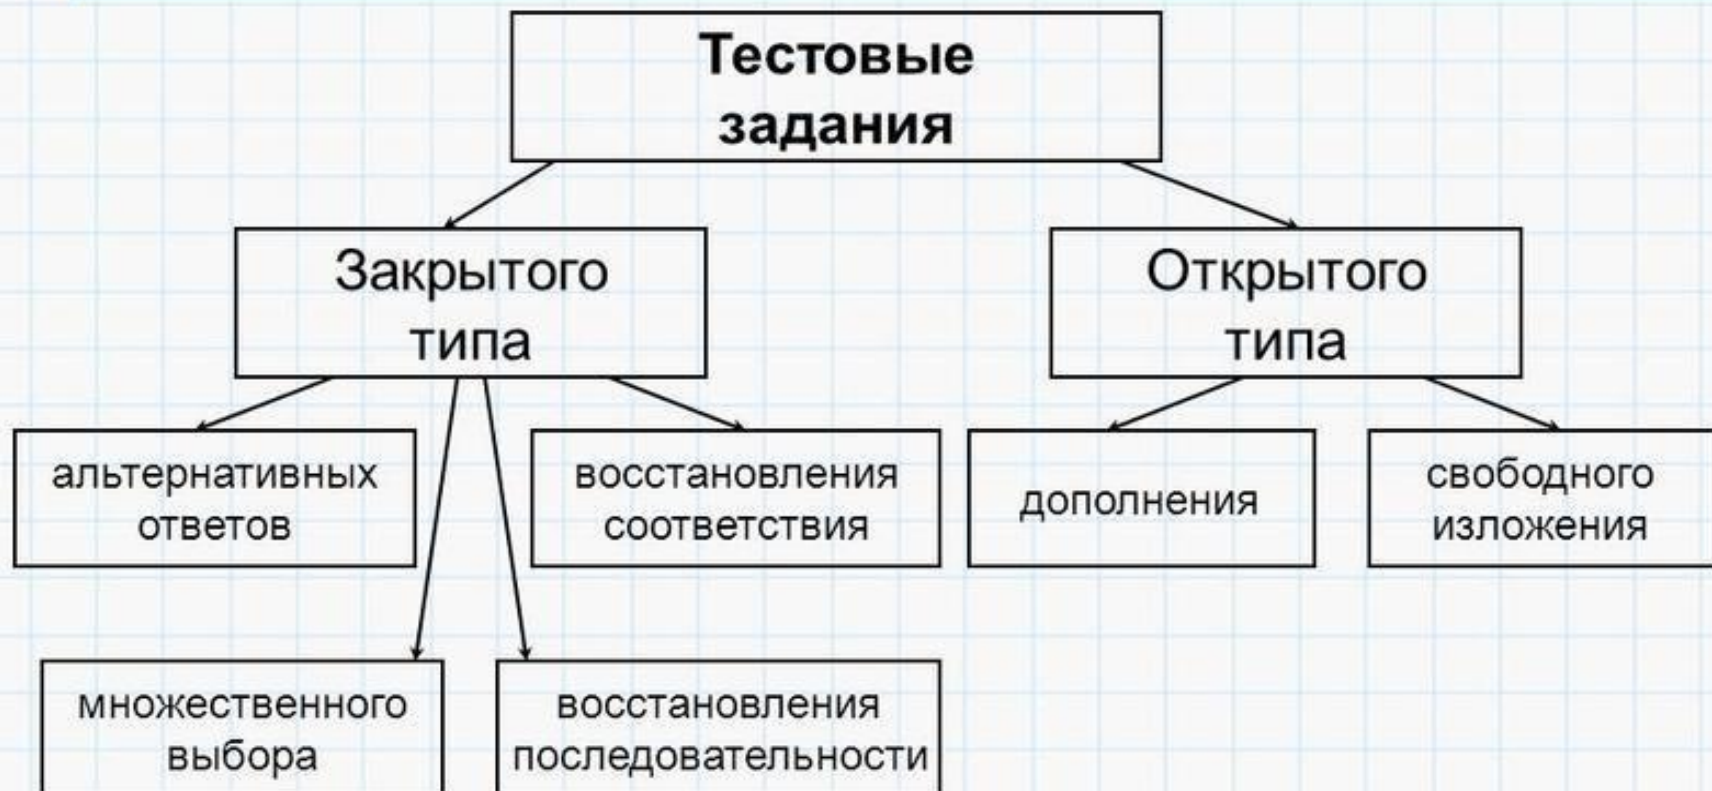 Тестовые
задания
Закрытого
типа
Открытого
типа
альтернативных
ответов
восстановления
соответствия
дополнения
свободного
изложения
множественного
выбора
восстановления
последовательности